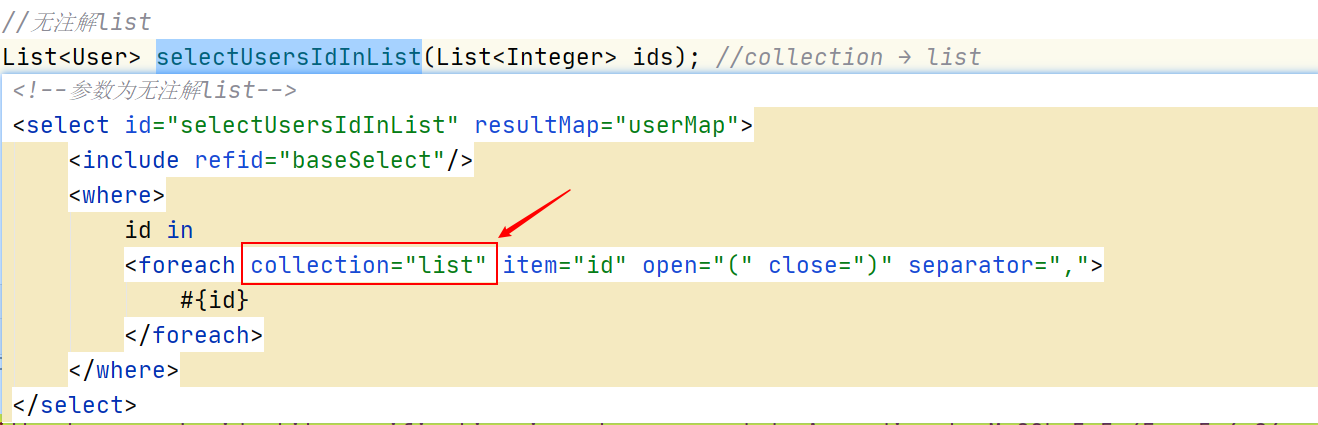 //无注解list
List<User> selectUsersIdInList(List<Integer> ids); //collection → list
<!--参数为无注解list-->
<select id="selectUsersIdInList" resultMap="userMap">
<include refid="baseSelect"/>
<where>
id in
<foreach collection="list" item="id" open="(" close=")" separator=",">
#{id}
</foreach>
</where>
</select>